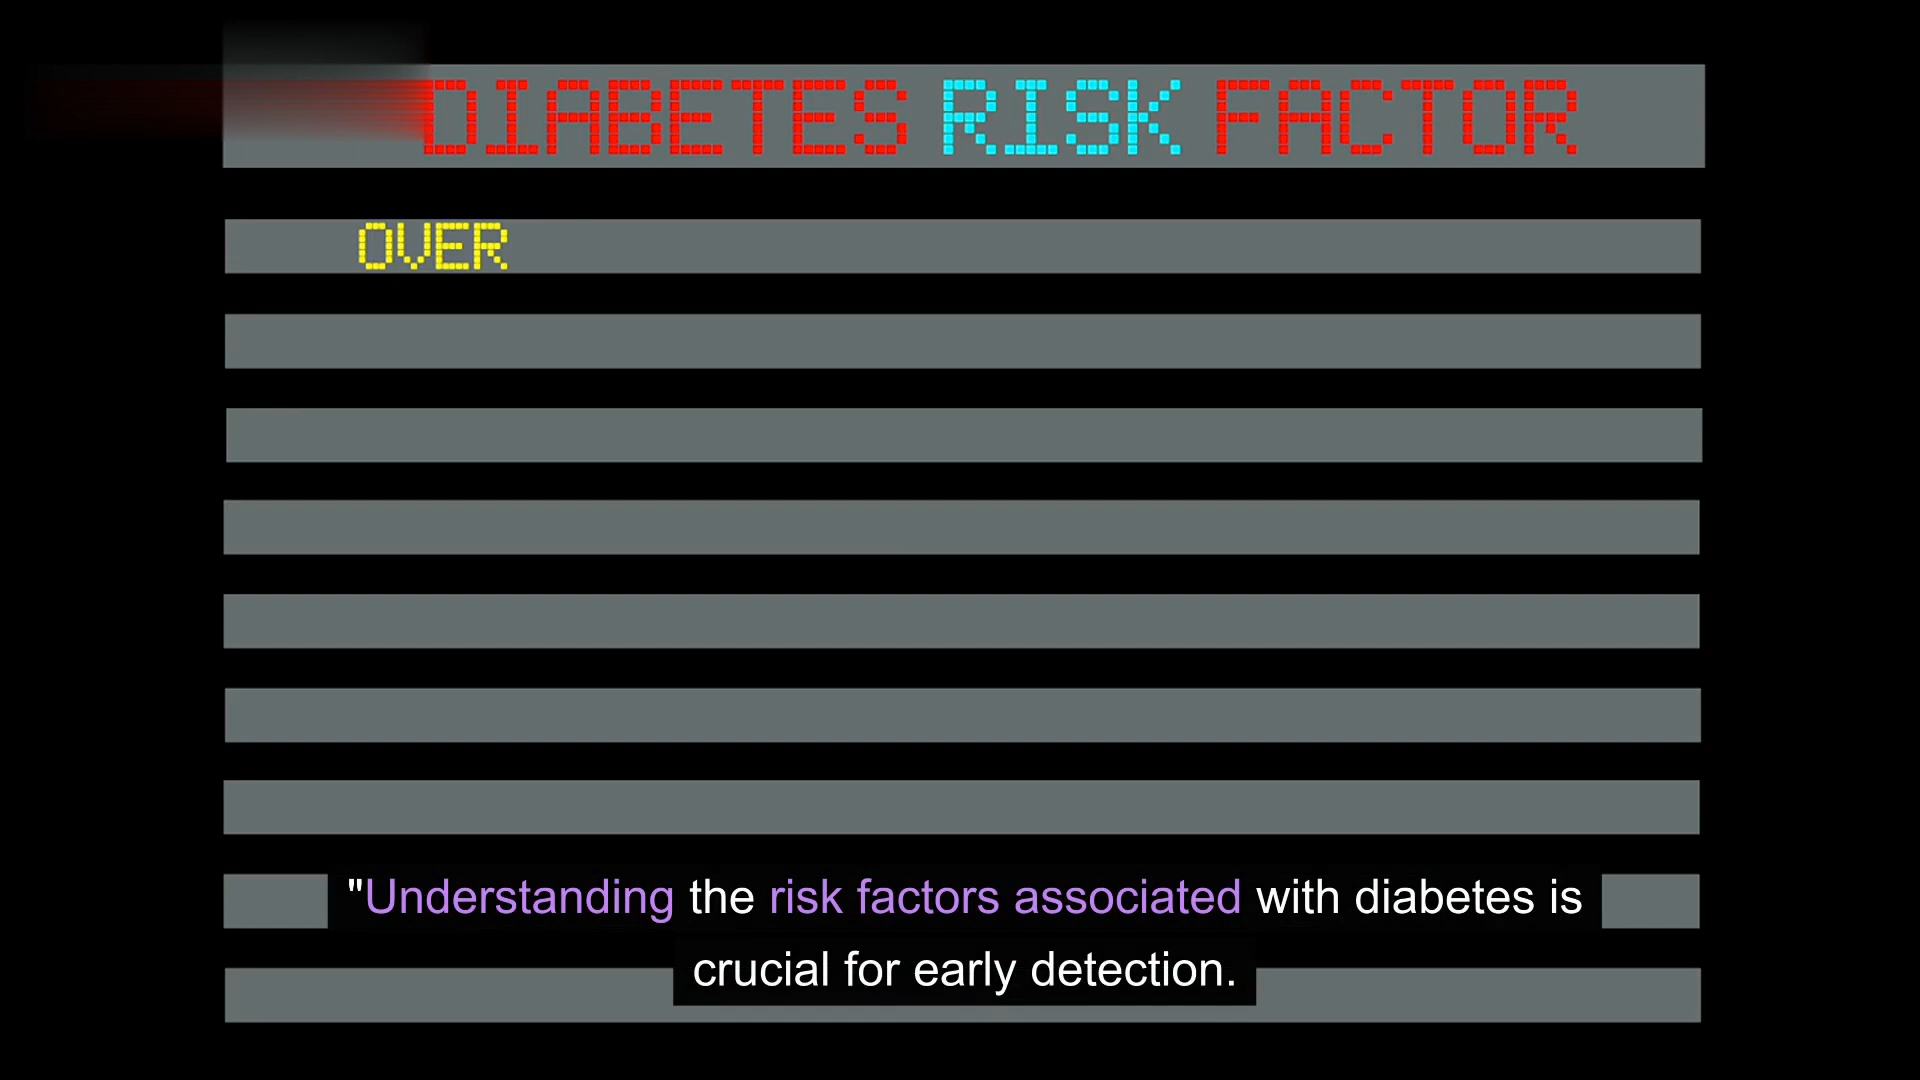 DIABETES RISK FACTOR
OVER
"Understanding the risk factors associated with diabetes is
crucial for early detection.